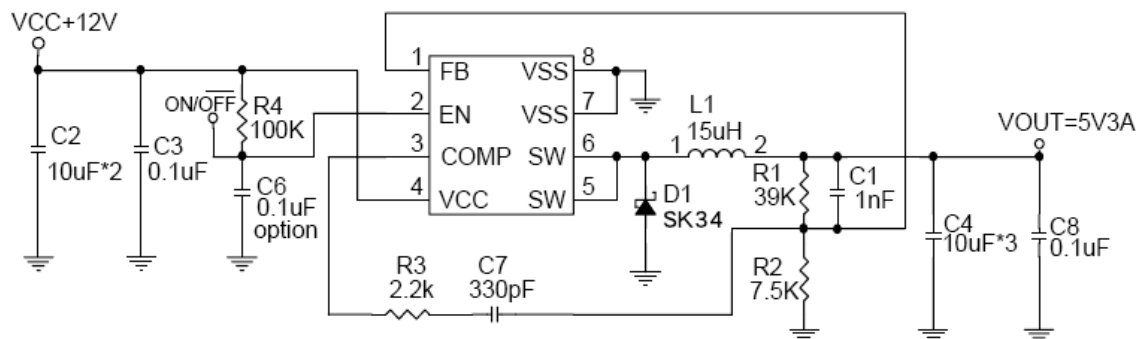 VCC+12V
C2
10uF*2
C3
0.1uF
ON/OFF
R4
100K
C6
0.1uF
option
1
2
3
4
FB
EN
COMP
VCC
VSS
VSS
SW
SW
8
7
6
5
L1
1
15uH
2
D1
SK34
R3
2.2k
C7
330pF
R1
39K
C1
1nF
R2
7.5K
VOUT=5V3A
C4
10uF*3
C8
0.1uF